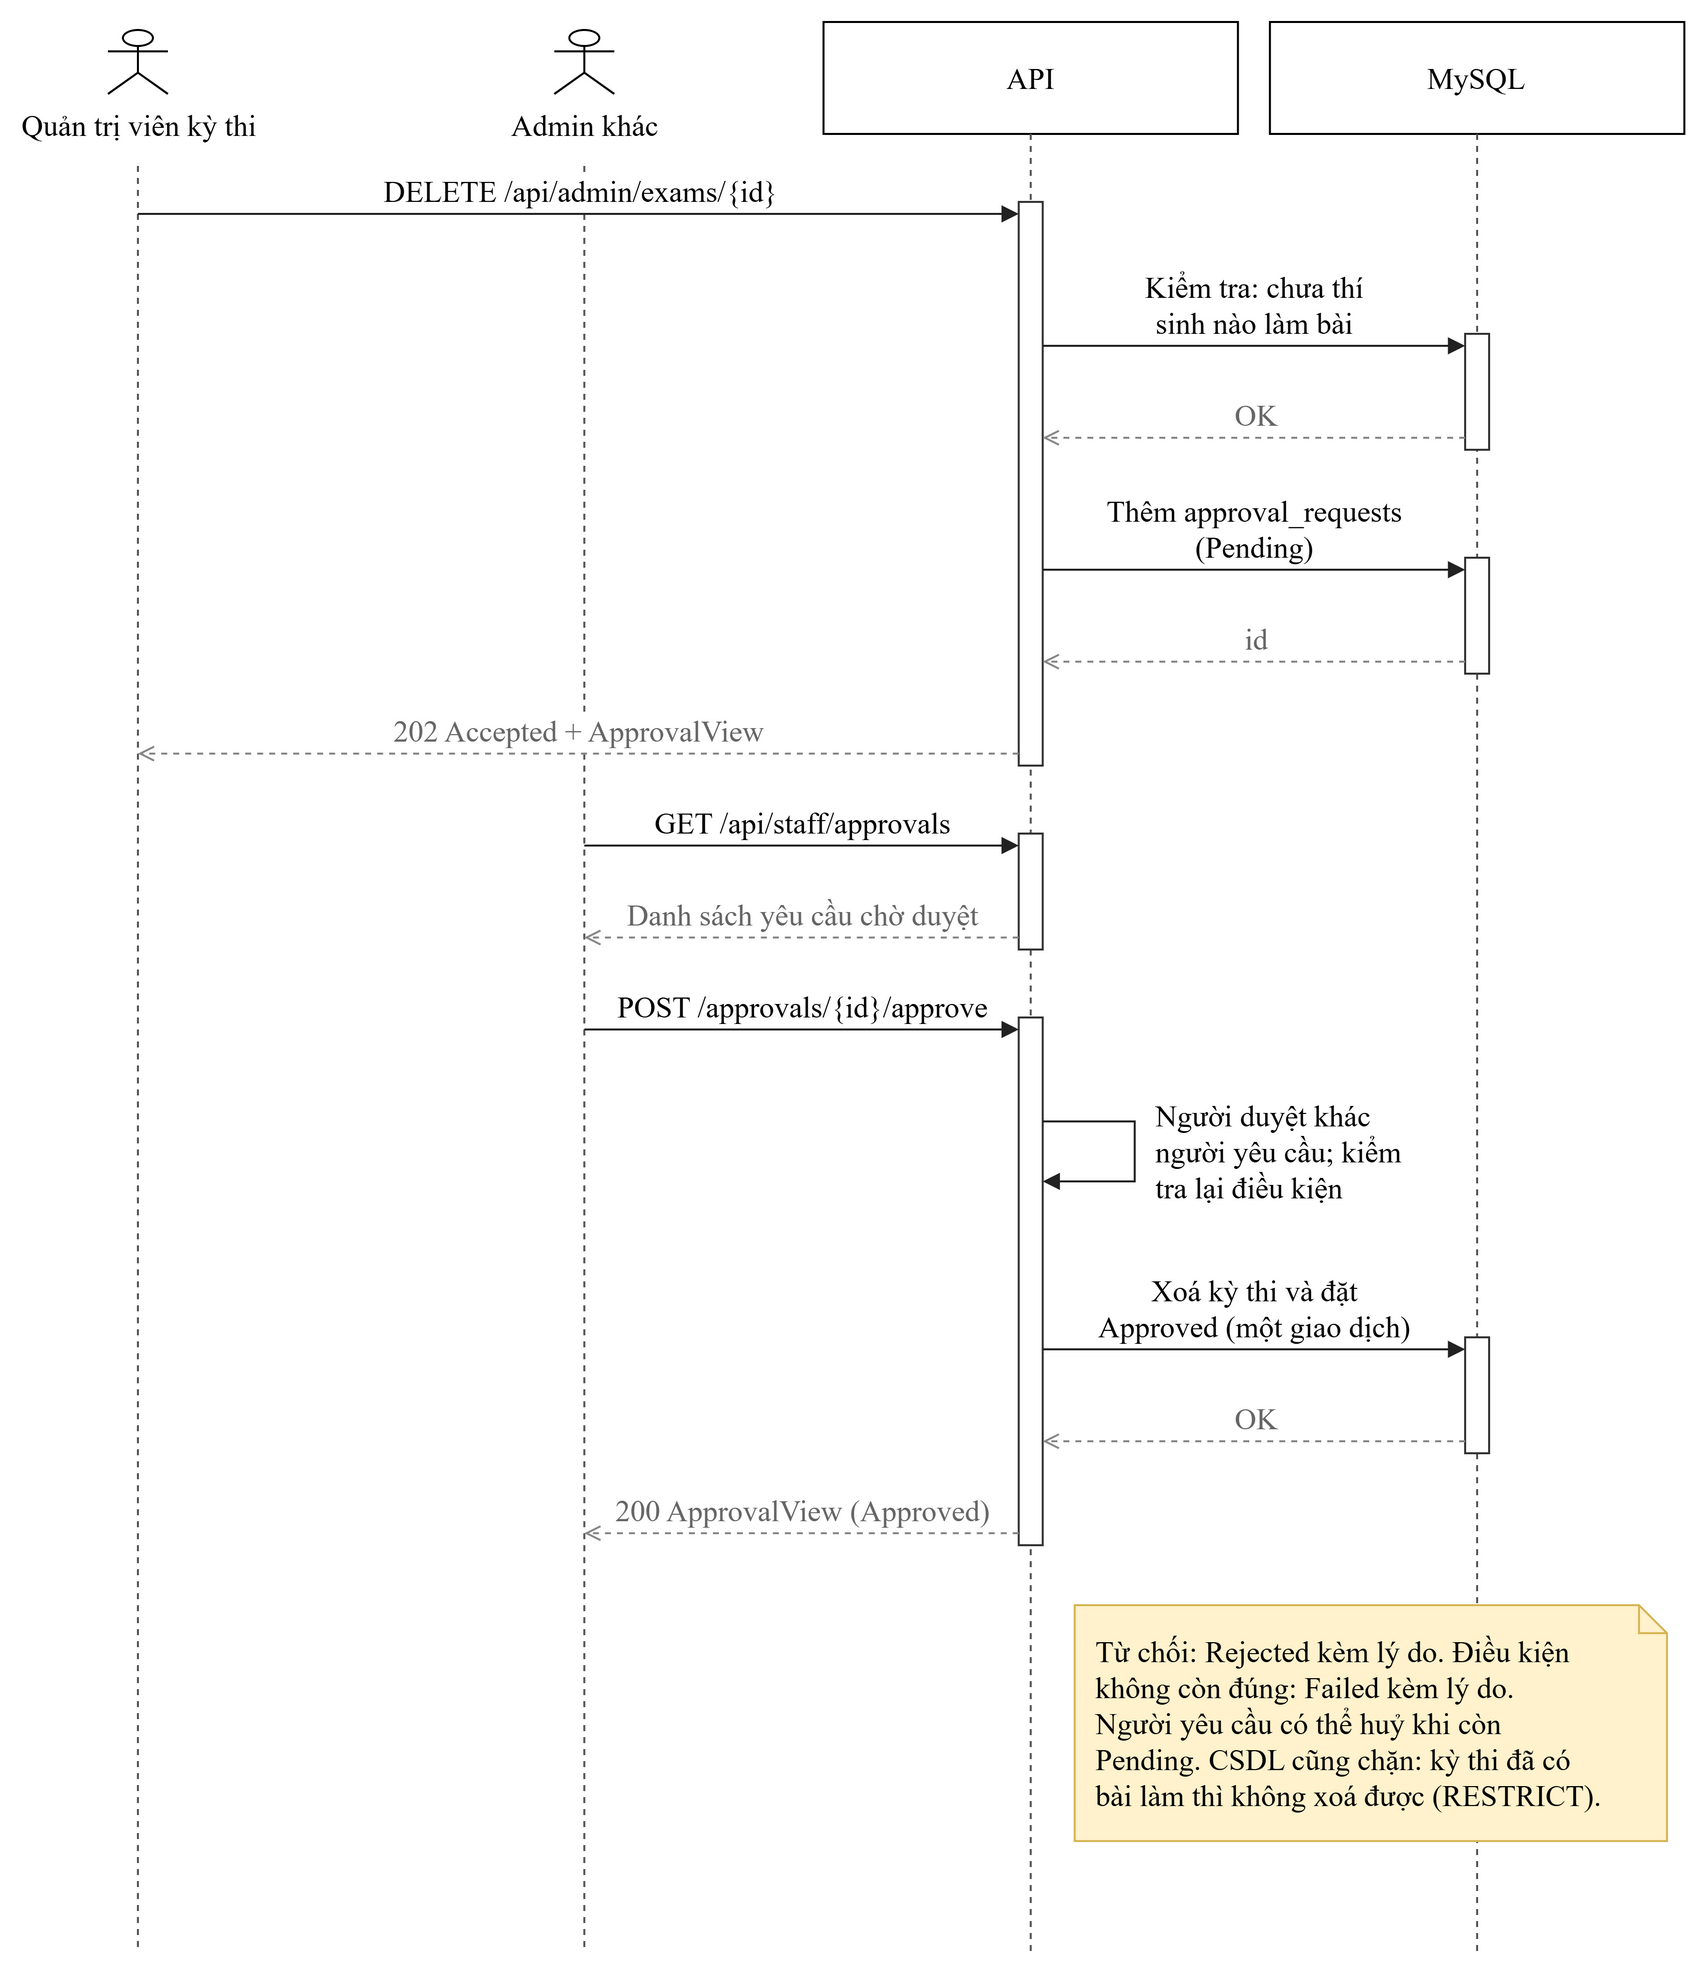 Quản trị viên kỳ thi
Admin khác
API
MySQL
DELETE /api/admin/exams/{id}
Kiểm tra: chưa thí
sinh nào làm bài
OK
Thêm approval_requests
(Pending)
id
202 Accepted + ApprovalView
GET /api/staff/approvals
Danh sách yêu cầu chờ duyệt
POST /approvals/{id}/approve
Người duyệt khác
người yêu cầu; kiểm
tra lại điều kiện
Xoá kỳ thi và đặt
Approved (một giao dịch)
OK
200 ApprovalView (Approved)
Từ chối: Rejected kèm lý do. Điều kiện
không còn đúng: Failed kèm lý do.
Người yêu cầu có thể huỷ khi còn
Pending. CSDL cũng chặn: kỳ thi đã có
bài làm thì không xoá được (RESTRICT).